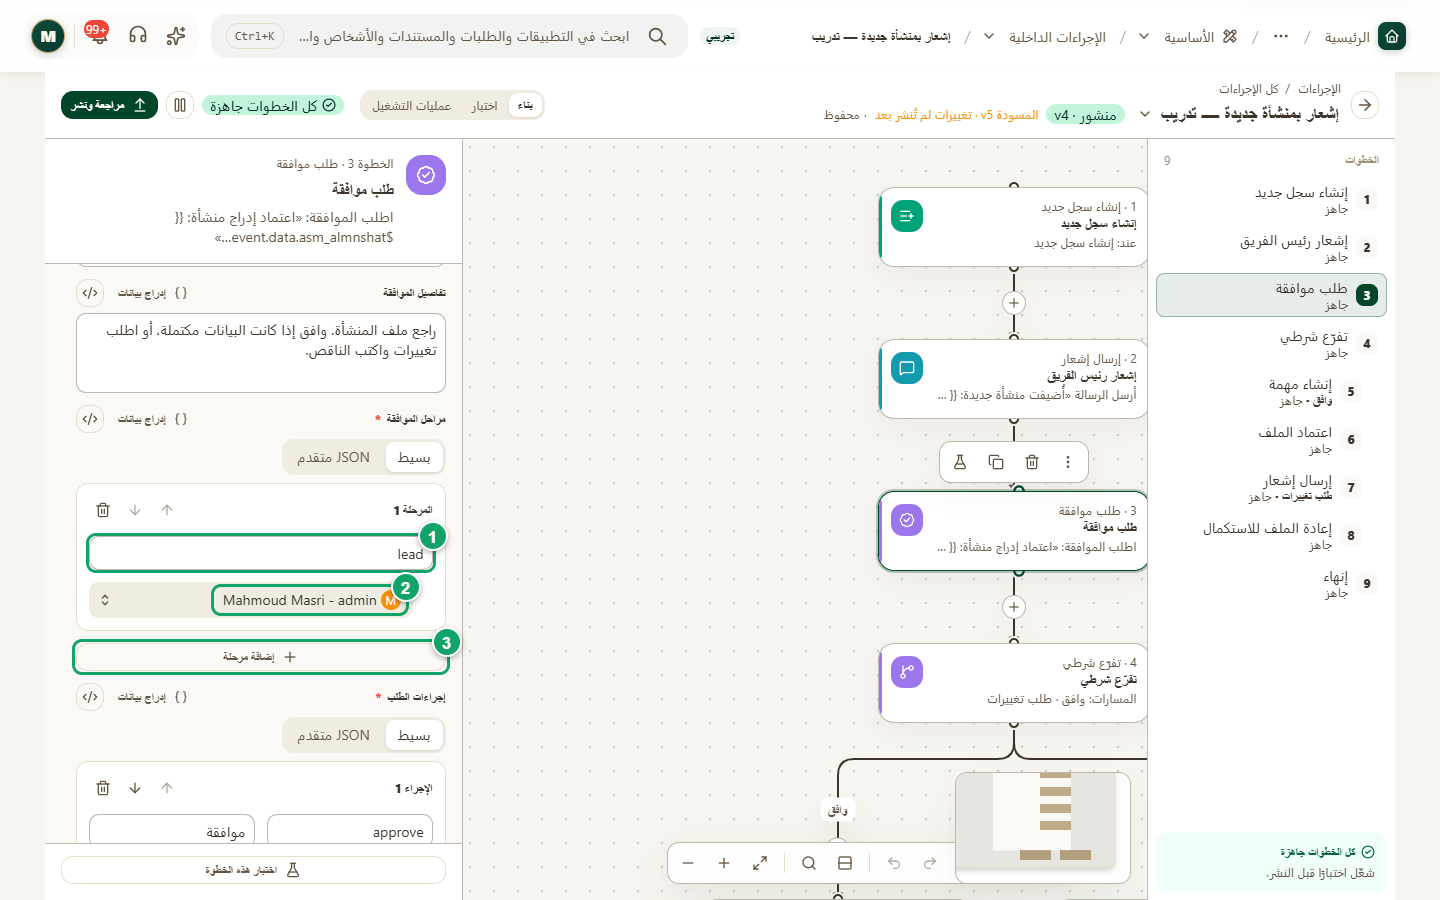 الرئيسية / ... / الأساسية / الإجراءات الداخلية / إشعار بمنشأة جديدة — تدريب
تجريبي
ابحث في التطبيقات والطلبات والمستندات والأشخاص وا...
Ctrl+K
99+
M
الإجراءات / كل الإجراءات
إشعار بمنشأة جديدة — تدريب
منشور · v4
المسودة v5 · تغييرات لم تُنشر بعد · محفوظ
بناء
اختبار
عمليات التشغيل
كل الخطوات جاهزة
مراجعة ونشر
الخطوات
9
1
إنشاء سجل جديد
جاهز
2
إشعار رئيس الفريق
جاهز
3
طلب موافقة
جاهز
4
تفرّع شرطي
جاهز
5
إنشاء مهمة
وافق • جاهز
6
اعتماد الملف
جاهز
7
إرسال إشعار
طلب تغييرات • جاهز
8
إعادة الملف للاستكمال
جاهز
9
إنهاء
جاهز
كل الخطوات جاهزة
شغّل اختبارًا قبل النشر.
1 · إنشاء سجل جديد
إنشاء سجل جديد
عند: إنشاء سجل جديد
2 · إرسال إشعار
إشعار رئيس الفريق
أرسل الرسالة «أُضيفت منشأة جديدة: {{ ...
3 · طلب موافقة
طلب موافقة
اطلب الموافقة: «اعتماد إدراج منشأة: {{ ...
4 · تفرّع شرطي
تفرّع شرطي
المسارات: وافق · طلب تغييرات
وافق
الخطوة 3 · طلب موافقة
طلب موافقة
اطلب الموافقة: «اعتماد إدراج منشأة: {{
$event.data.asm_almnshat...»
تفاصيل الموافقة
{ } إدراج بيانات
راجع ملف المنشأة. وافق إذا كانت البيانات مكتملة، أو اطلب
تغييرات واكتب الناقص.
مراحل الموافقة *
{ } إدراج بيانات
بسيط
JSON متقدم
المرحلة 1
1
lead
2
Mahmoud Masri - admin
M
3
إضافة مرحلة
إجراءات الطلب *
{ } إدراج بيانات
بسيط
JSON متقدم
الإجراء 1
approve
موافقة
اختبار هذه الخطوة